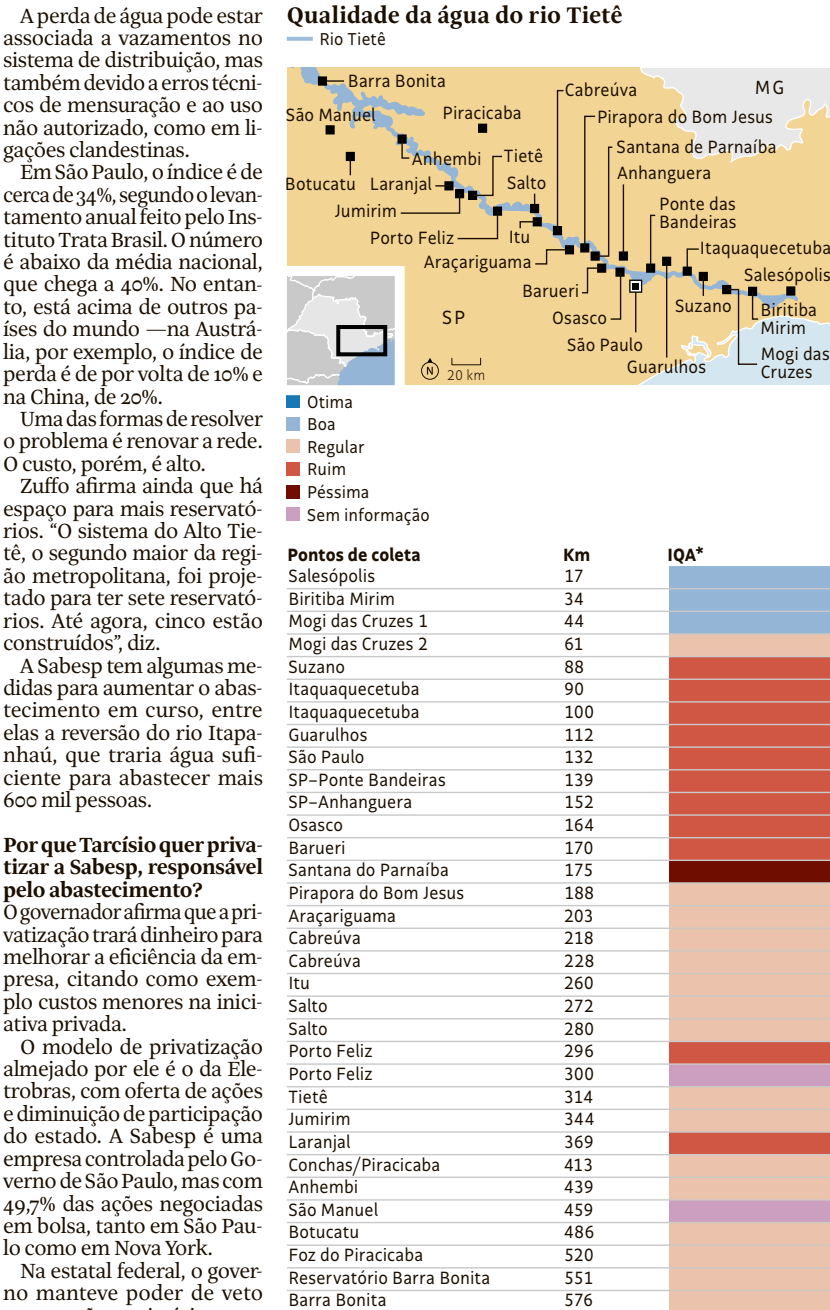 A perda de água pode estar
associada a vazamentos no
sistema de distribuição, mas
também devido a erros técni-
cos de mensuração e ao uso
não autorizado, como em li-
gações clandestinas.
Em São Paulo, o índice é de
cerca de 34%, segundo o levan-
tamento anual feito pelo Ins-
tituto Trata Brasil. O número
é abaixo da média nacional,
que chega a 40%. No entan-
to, está acima de outros pa-
íses do mundo —na Austrá-
lia, por exemplo, o índice de
perda é de por volta de 10% e
na China, de 20%.
Uma das formas de resolver
o problema é renovar a rede.
O custo, porém, é alto.
Zuffo afirma ainda que há
espaço para mais reservató-
rios. “O sistema do Alto Tie-
tê, o segundo maior da regi-
ão metropolitana, foi proje-
tado para ter sete reservató-
rios. Até agora, cinco estão
construídos”, diz.
A Sabesp tem algumas me-
didas para aumentar o abas-
tecimento em curso, entre
elas a reversão do rio Itapa-
nhaú, que traria água sufi-
ciente para abastecer mais
600 mil pessoas.
Por que Tarcísio quer priva-
tizar a Sabesp, responsável
pelo abastecimento?
O governador afirma que a pri-
vatização trará dinheiro para
melhorar a eficiência da em-
presa, citando como exem-
plo custos menores na inici-
ativa privada.
O modelo de privatização
almejado por ele é o da Ele-
trobras, com oferta de ações
e diminuição de participação
do estado. A Sabesp é uma
empresa controlada pelo Go-
verno de São Paulo, mas com
49,7% das ações negociadas
em bolsa, tanto em São Pau-
lo como em Nova York.
Na estatal federal, o gover-
no manteve poder de veto
Qualidade da água do rio Tietê
Rio Tietê
Barra Bonita
Cabreúva
MG
São Manuel
Piracicaba
Pirapora do Bom Jesus
Anhembi
Tietê
Santana de Parnaíba
Botucatu
Laranjal
Salto
Anhanguera
Jumirim
Ponte das
Bandeiras
Porto Feliz
Itu
Itaquaquecetuba
Araçariguama
Salesópolis
Barueri
Suzano
Biritiba
Mirim
SP
Osasco
São Paulo
Guarulhos
Mogi das
Cruzes
N
20 km
Otima
Boa
Regular
Ruim
Péssima
Sem informação
Pontos de coleta Km IQA*
Salesópolis 17
Biritiba Mirim 34
Mogi das Cruzes 1 44
Mogi das Cruzes 2 61
Suzano 88
Itaquaquecetuba 90
Itaquaquecetuba 100
Guarulhos 112
São Paulo 132
SP–Ponte Bandeiras 139
SP–Anhanguera 152
Osasco 164
Barueri 170
Santana do Parnaíba 175
Pirapora do Bom Jesus 188
Araçariguama 203
Cabreúva 218
Cabreúva 228
Itu 260
Salto 272
Salto 280
Porto Feliz 296
Porto Feliz 300
Tietê 314
Jumirim 344
Laranjal 369
Conchas/Piracicaba 413
Anhembi 439
São Manuel 459
Botucatu 486
Foz do Piracicaba 520
Reservatório Barra Bonita 551
Barra Bonita 576